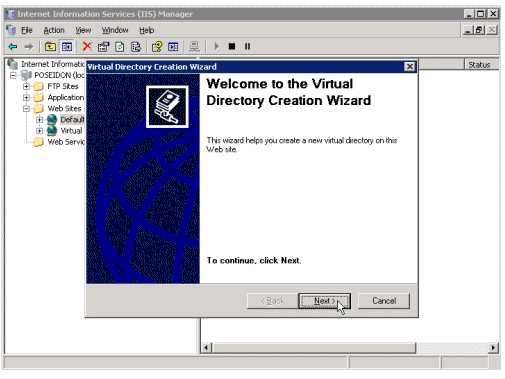 Internet Information Services (IIS) Manager
File Action View Window Help
Internet Informatic
Status
POSEIDON (loc
FTP Sites
Application
Web Sites
Default
Virtual
Web Servic
Virtual Directory Creation Wizard
Welcome to the Virtual
Directory Creation Wizard
This wizard helps you create a new virtual directory on this
Web site.
To continue, click Next.
< Back Next > Cancel